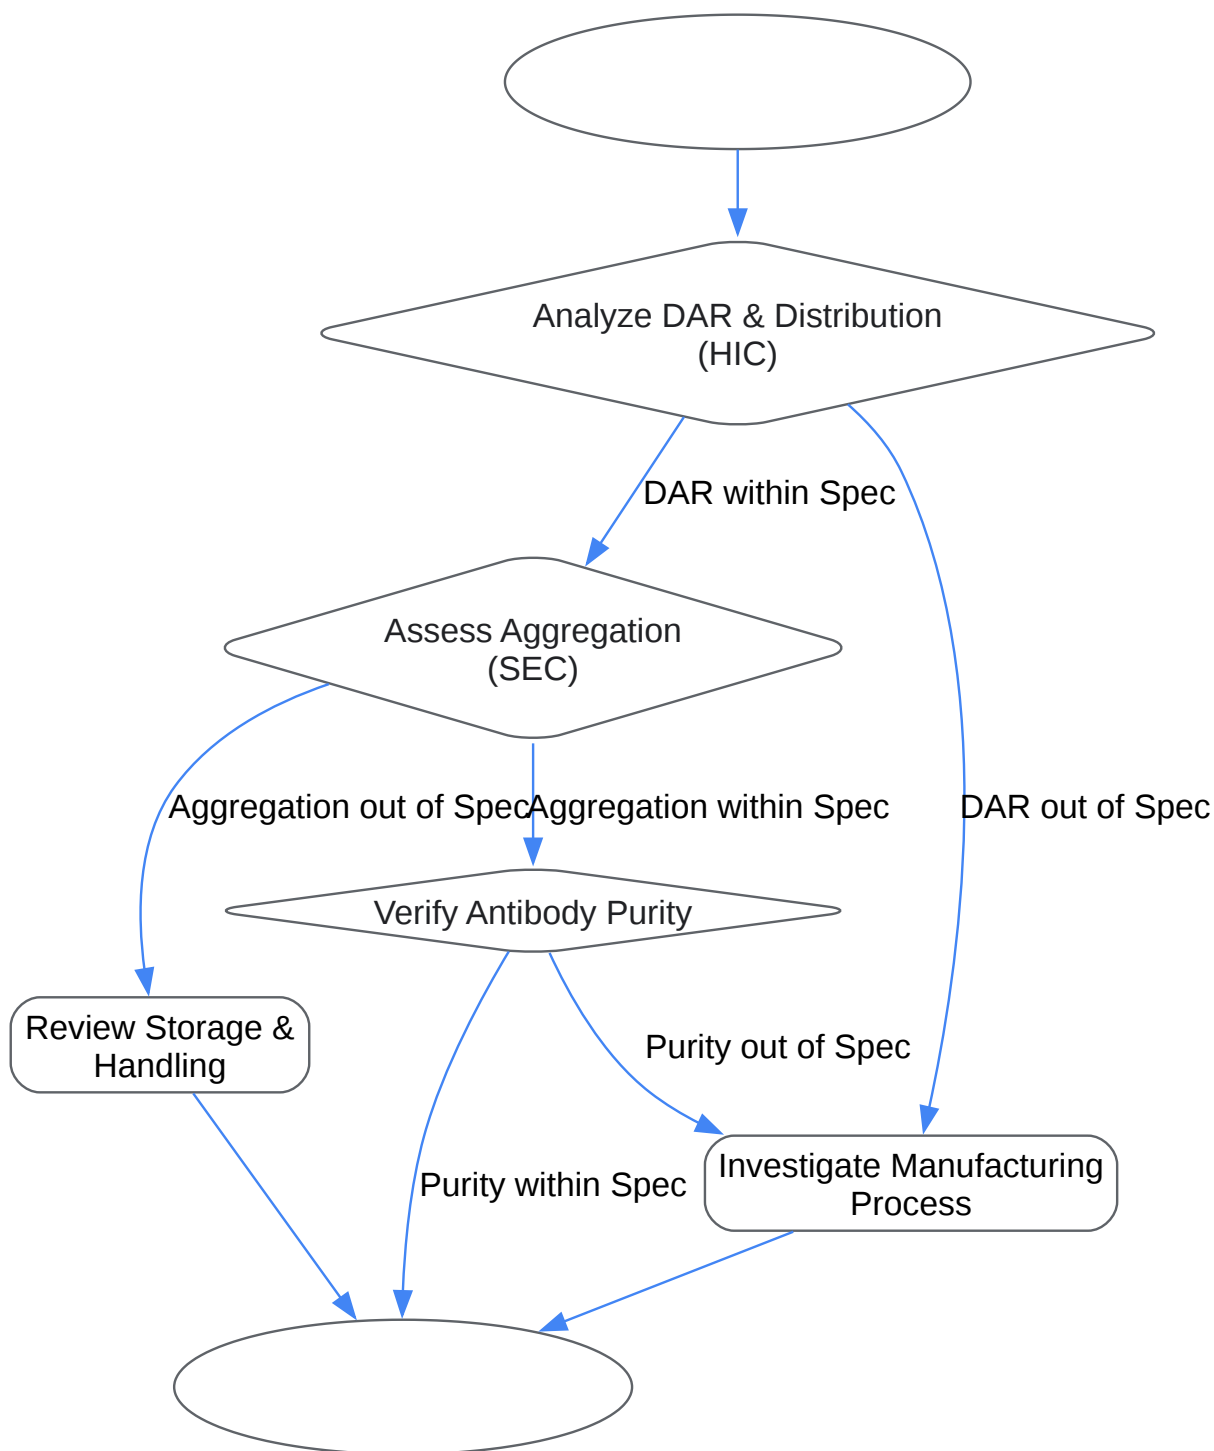 Analyze DAR & Distribution
(HIC)
DAR within Spec
Assess Aggregation
(SEC)
Aggregation out of Spec
Aggregation within Spec
DAR out of Spec
Verify Antibody Purity
Review Storage &
Handling
Purity out of Spec
Investigate Manufacturing
Process
Purity within Spec